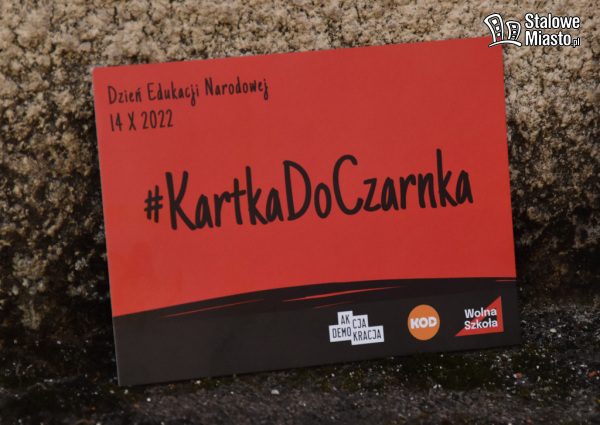 Stalowe
Miasto.pl
Dzień Edukacji Narodowej
14 X 2022
#KartkaDoCzarnka
AK
DEMO CJA
KRACJA
KOD
Wolna
Szkoła